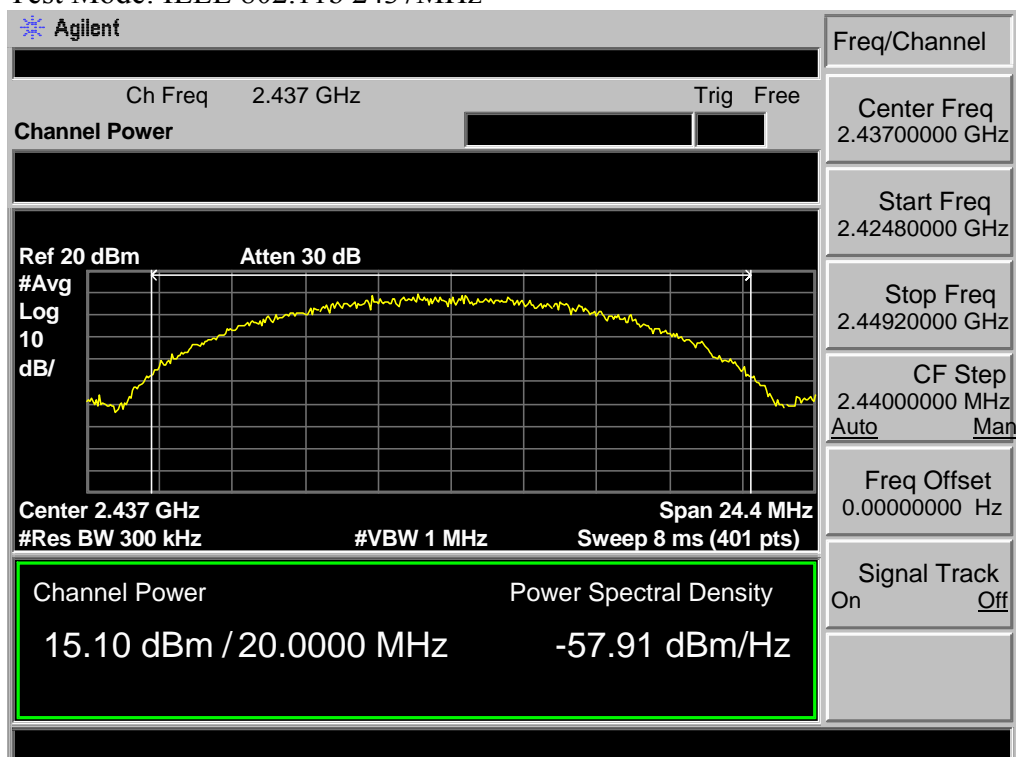 Test Mode: IEEE 802.11b 2437MHz
Agilent
Freq/Channel
Ch Freq 2.437 GHz Trig Free
Channel Power
Center Freq
2.43700000 GHz
Start Freq
2.42480000 GHz
Stop Freq
2.44920000 GHz
CF Step
2.44000000 MHz
Auto Man
Freq Offset
0.00000000 Hz
Signal Track
On Off
Ref 20 dBm Atten 30 dB
#Avg
Log
10
dB/
Center 2.437 GHz Span 24.4 MHz
#Res BW 300 kHz #VBW 1 MHz Sweep 8 ms (401 pts)
Channel Power Power Spectral Density
15.10 dBm / 20.0000 MHz -57.91 dBm/Hz